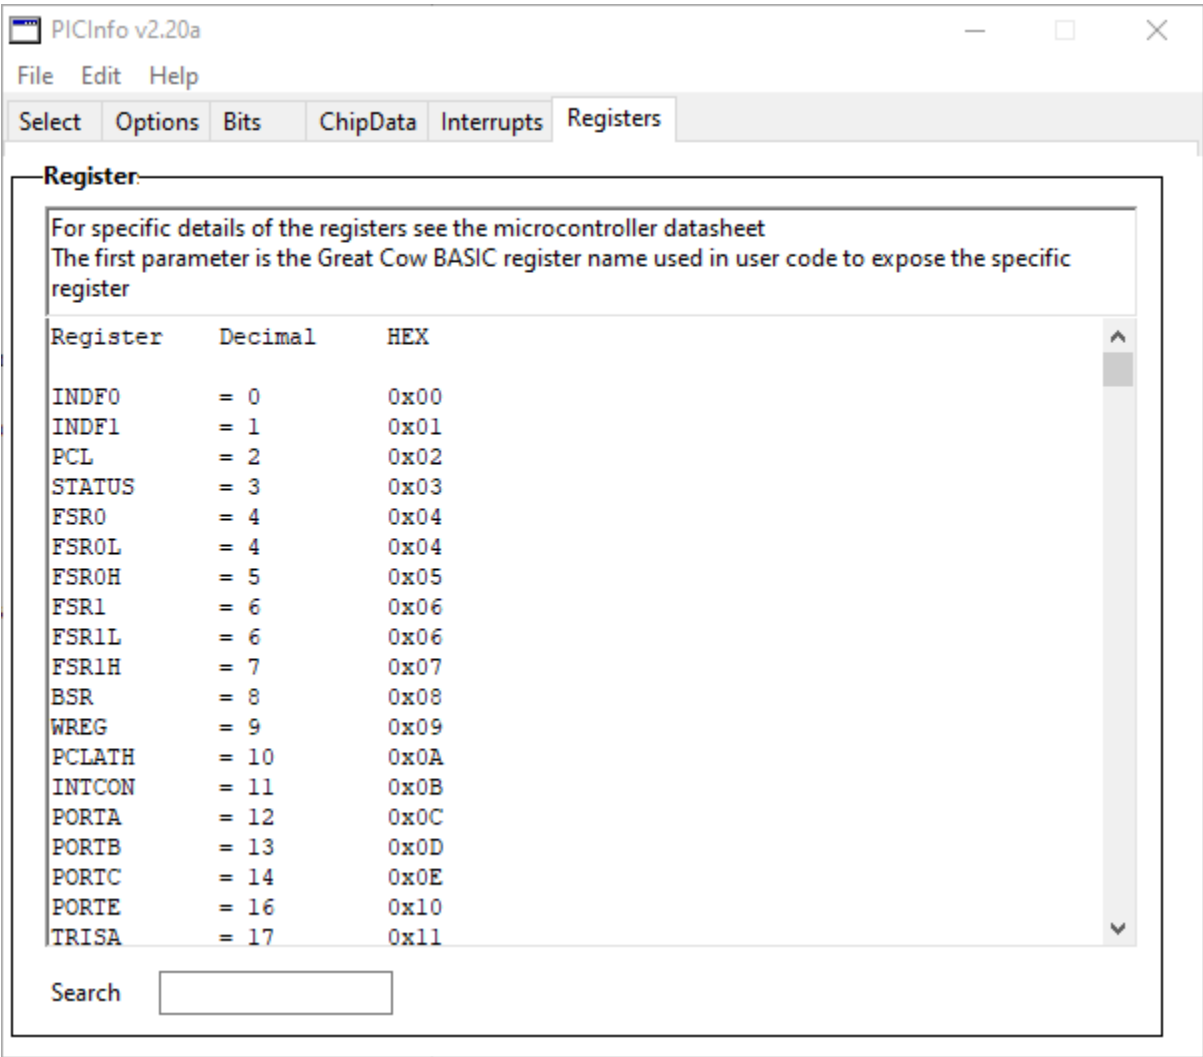 PICInfo v2.20a
File Edit Help
Select Options Bits ChipData Interrupts Registers
Register
For specific details of the registers see the microcontroller datasheet
The first parameter is the Great Cow BASIC register name used in user code to expose the specific
register
Register Decimal HEX
INDF0 = 0 0x00
INDF1 = 1 0x01
PCL = 2 0x02
STATUS = 3 0x03
FSR0 = 4 0x04
FSR0L = 4 0x04
FSR0H = 5 0x05
FSR1 = 6 0x06
FSR1L = 6 0x06
FSR1H = 7 0x07
BSR = 8 0x08
WREG = 9 0x09
PCLATH = 10 0x0A
INTCON = 11 0x0B
PORTA = 12 0x0C
PORTB = 13 0x0D
PORTC = 14 0x0E
PORTE = 16 0x10
TRISA = 17 0x11
Search